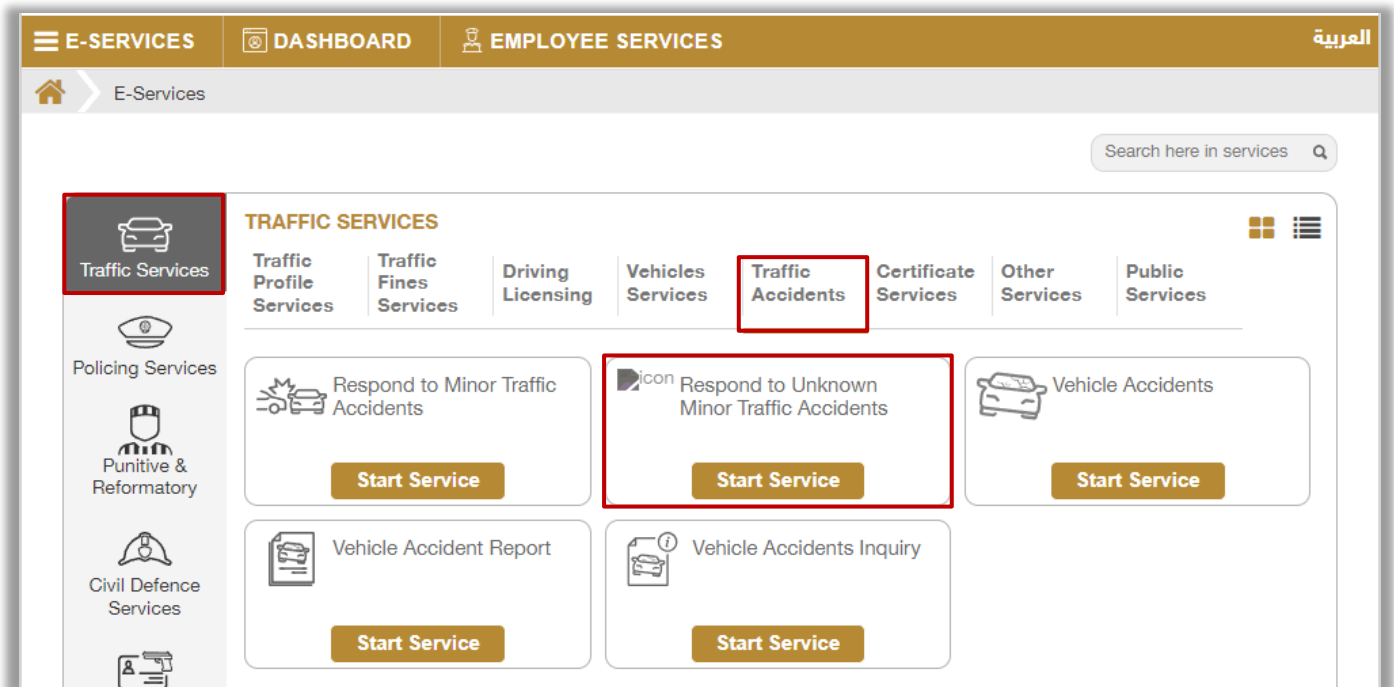 E-SERVICES
DASHBOARD
EMPLOYEE SERVICES
العربية
E-Services
Search here in services
Traffic Services
Policing Services
Punitive &
Reformatory
Civil Defence
Services
TRAFFIC SERVICES
Traffic
Profile
Services
Traffic
Fines
Services
Driving
Licensing
Vehicles
Services
Traffic
Accidents
Certificate
Services
Other
Services
Public
Services
Respond to Minor Traffic
Accidents
Start Service
icon
Respond to Unknown
Minor Traffic Accidents
Start Service
Vehicle Accidents
Start Service
Vehicle Accident Report
Start Service
Vehicle Accidents Inquiry
Start Service